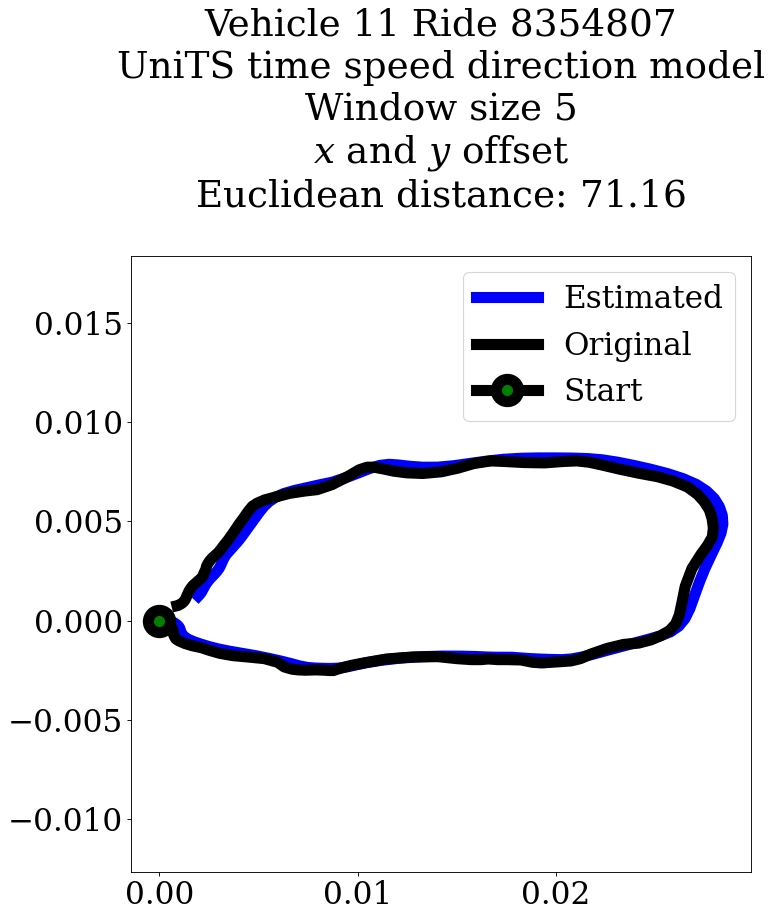 Vehicle 11 Ride 8354807
UniTS time speed direction model
Window size 5
x and y offset
Euclidean distance: 71.16
Estimated
Original
Start
0.015
0.010
0.005
0.000
−0.005
−0.010
0.00 0.01 0.02